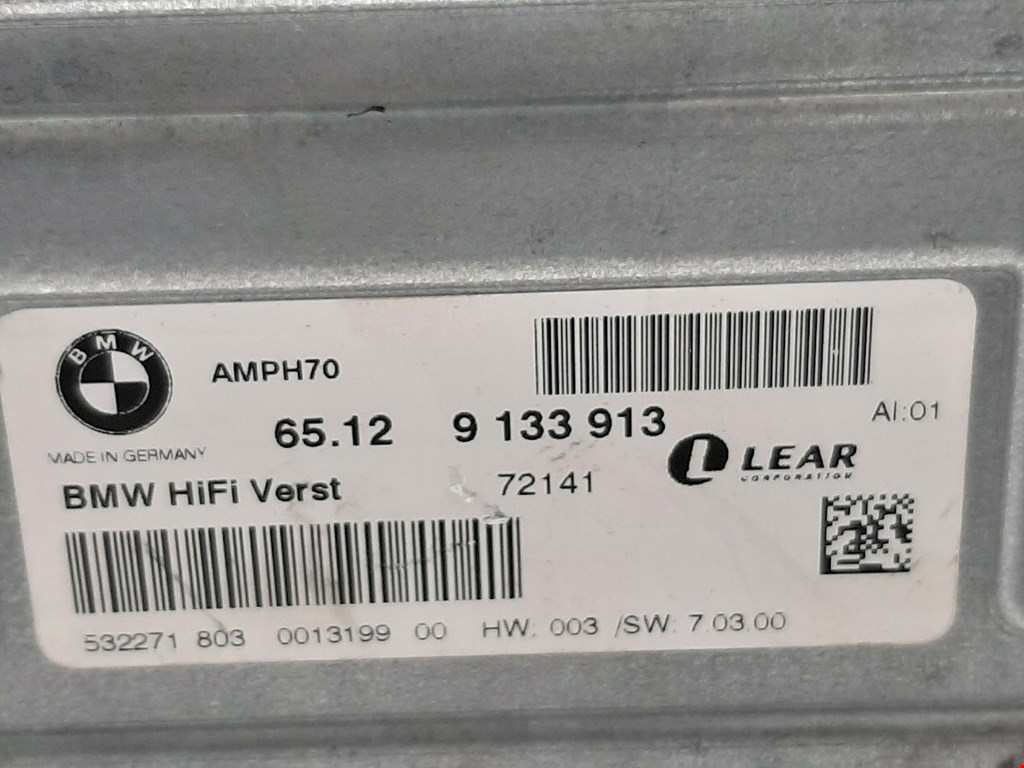 BMW
AMPH70
65.12 9 133 913
AI:01
MADE IN GERMANY
BMW HiFi Verst 72141
LEAR
CORPORATION
532271 803 0013199 00 HW: 003 /SW: 7.03.00